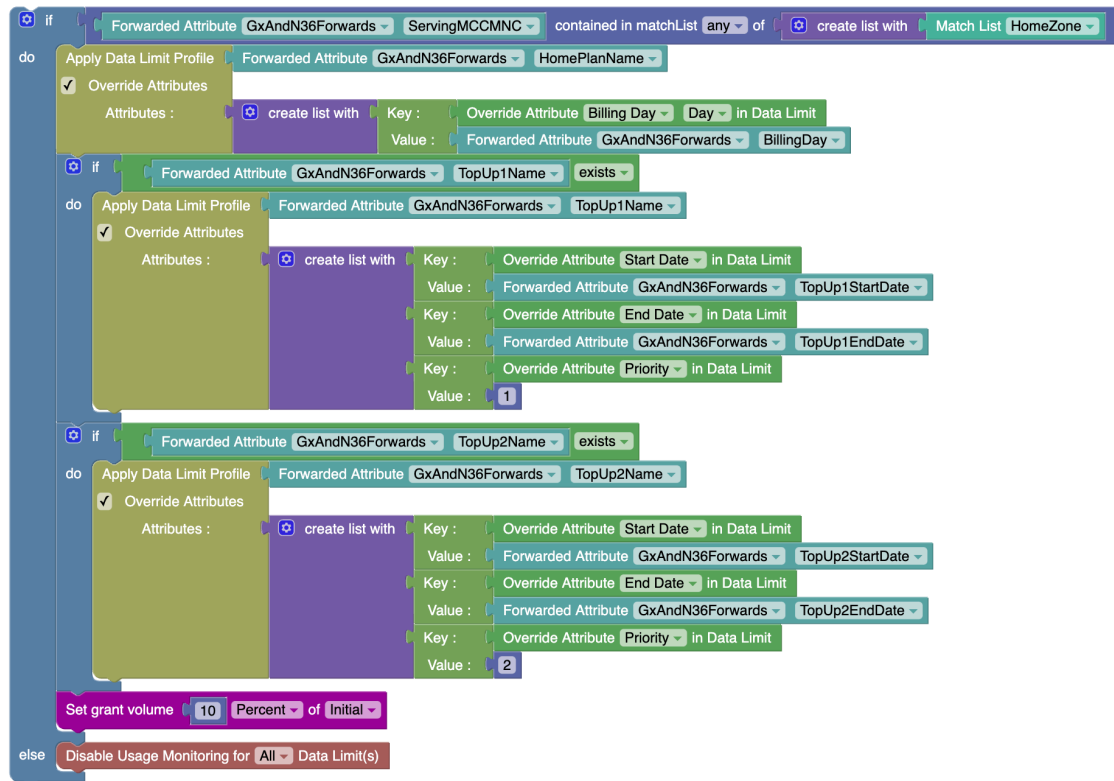 if Forwarded Attribute GxAndN36Forwards ServingMCCMNC contained in matchList any of create list with Match List HomeZone
do Apply Data Limit Profile Forwarded Attribute GxAndN36Forwards HomePlanName
Override Attributes
Attributes : create list with Key : Override Attribute Billing Day Day in Data Limit
Value : Forwarded Attribute GxAndN36Forwards BillingDay
if Forwarded Attribute GxAndN36Forwards TopUp1Name exists
do Apply Data Limit Profile Forwarded Attribute GxAndN36Forwards TopUp1Name
Override Attributes
Attributes : create list with Key : Override Attribute Start Date in Data Limit
Value : Forwarded Attribute GxAndN36Forwards TopUp1StartDate
Key : Override Attribute End Date in Data Limit
Value : Forwarded Attribute GxAndN36Forwards TopUp1EndDate
Key : Override Attribute Priority in Data Limit
Value : 1
if Forwarded Attribute GxAndN36Forwards TopUp2Name exists
do Apply Data Limit Profile Forwarded Attribute GxAndN36Forwards TopUp2Name
Override Attributes
Attributes : create list with Key : Override Attribute Start Date in Data Limit
Value : Forwarded Attribute GxAndN36Forwards TopUp2StartDate
Key : Override Attribute End Date in Data Limit
Value : Forwarded Attribute GxAndN36Forwards TopUp2EndDate
Key : Override Attribute Priority in Data Limit
Value : 2
Set grant volume 10 Percent of Initial
else Disable Usage Monitoring for All Data Limit(s)